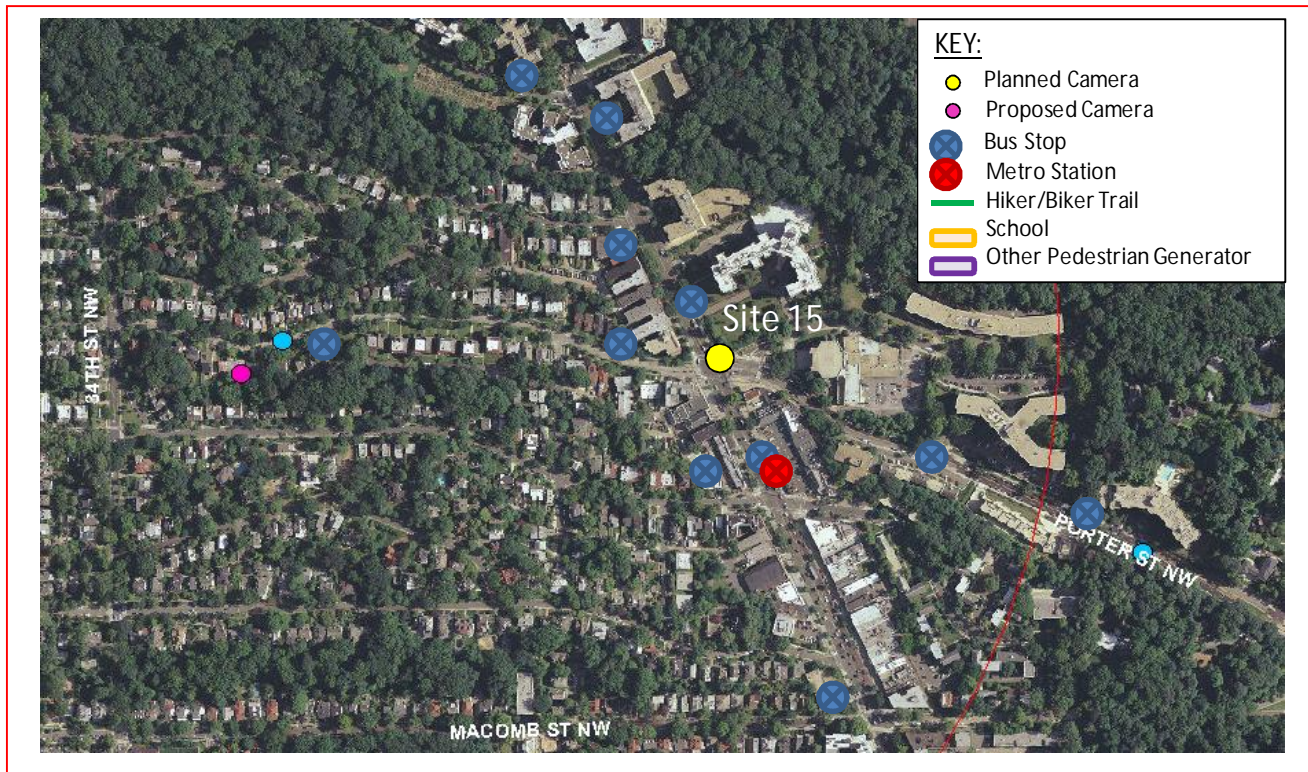 KEY:
Planned Camera
Proposed Camera
Bus Stop
Metro Station
Hiker/Biker Trail
School
Other Pedestrian Generator
Site 15
34TH ST NW
PORTER ST NW
MACOMB ST NW